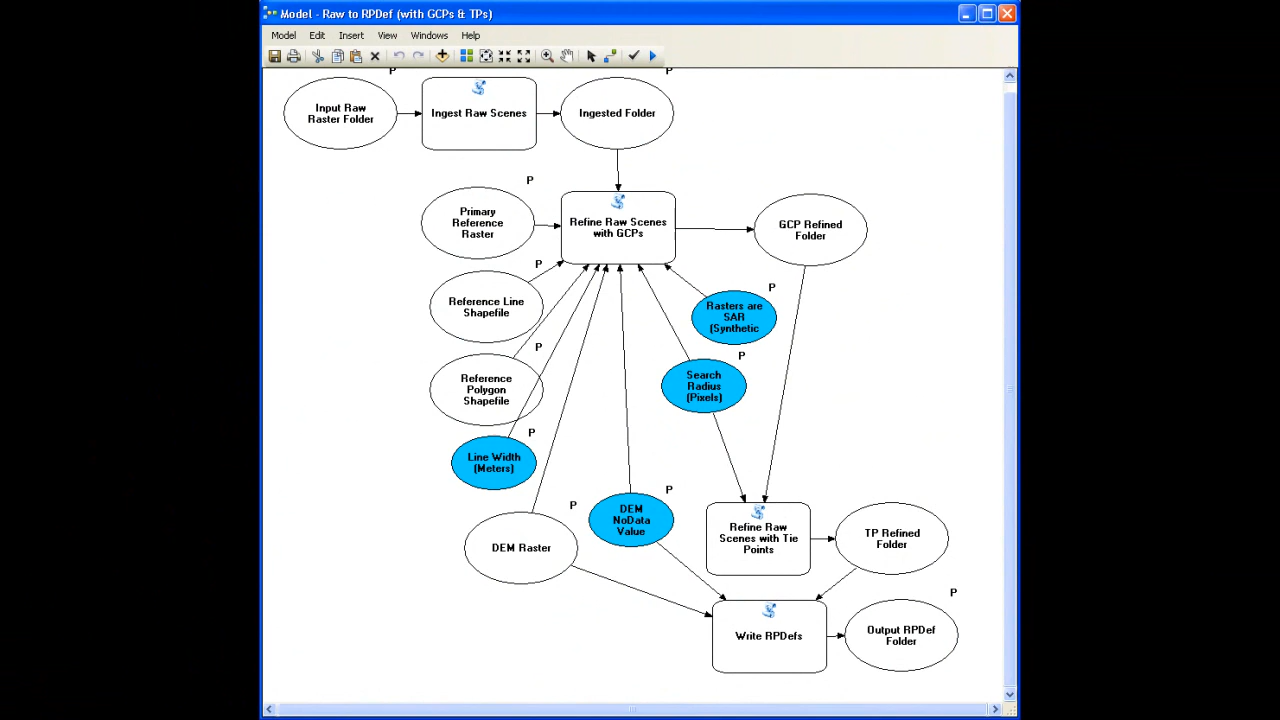 Model - Raw to RPDef (with GCPs & TPs)
Model Edit Insert View Windows Help
P
P
Input Raw
Raster Folder
Ingest Raw Scenes
Ingested Folder
P
Primary
Reference
Raster
Refine Raw Scenes
with GCPs
GCP Refined
Folder
P
Reference Line
Shapefile
P
Rasters are
SAR
(Synthetic
P
Reference
Polygon
Shapefile
P
Search
Radius
(Pixels)
P
Line Width
(Meters)
P
DEM Raster
P
DEM
NoData
Value
Refine Raw
Scenes with Tie
Points
TP Refined
Folder
Write RPDefs
P
Output RPDef
Folder